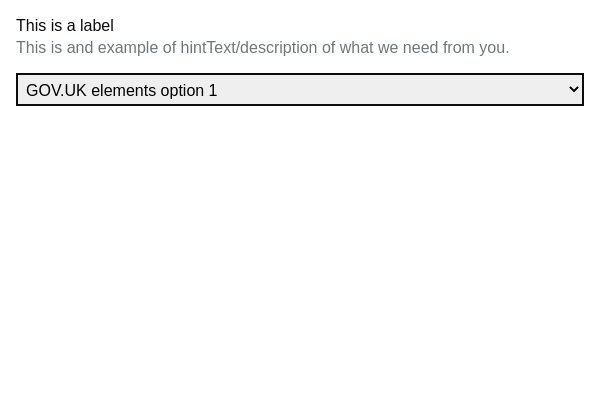 This is a label
This is and example of hintText/description of what we need from you.
GOV.UK elements option 1